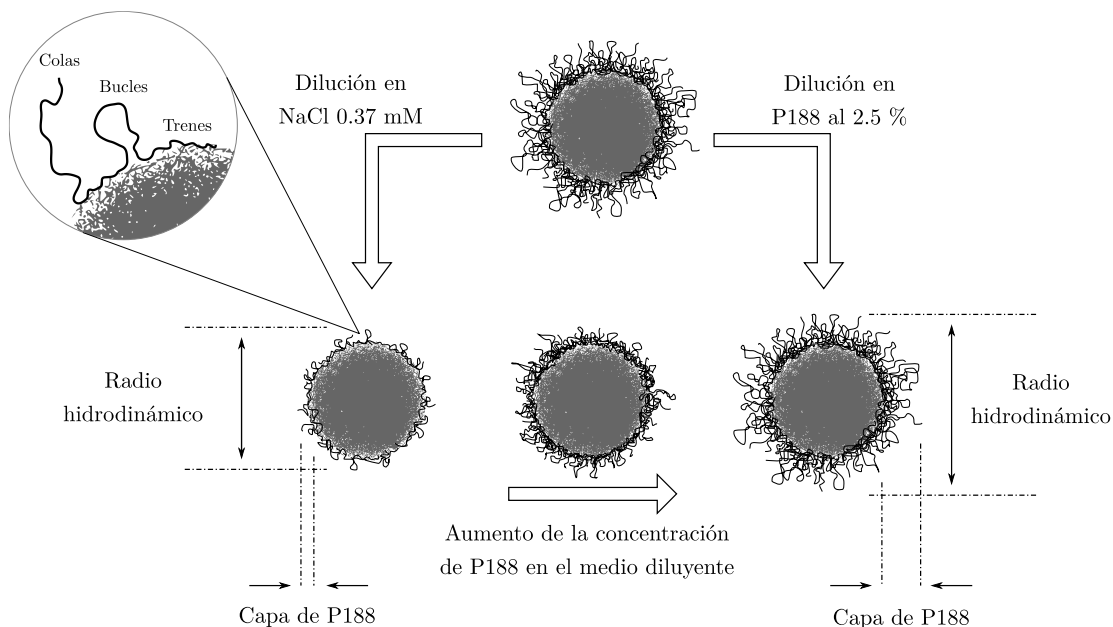 Colas
Bucles
Trenes
Dilución en
NaCl 0.37 mM
Dilución en
P188 al 2.5 %
Radio
hidrodinámico
Radio
hidrodinámico
Aumento de la concentración
de P188 en el medio diluyente
Capa de P188
Capa de P188